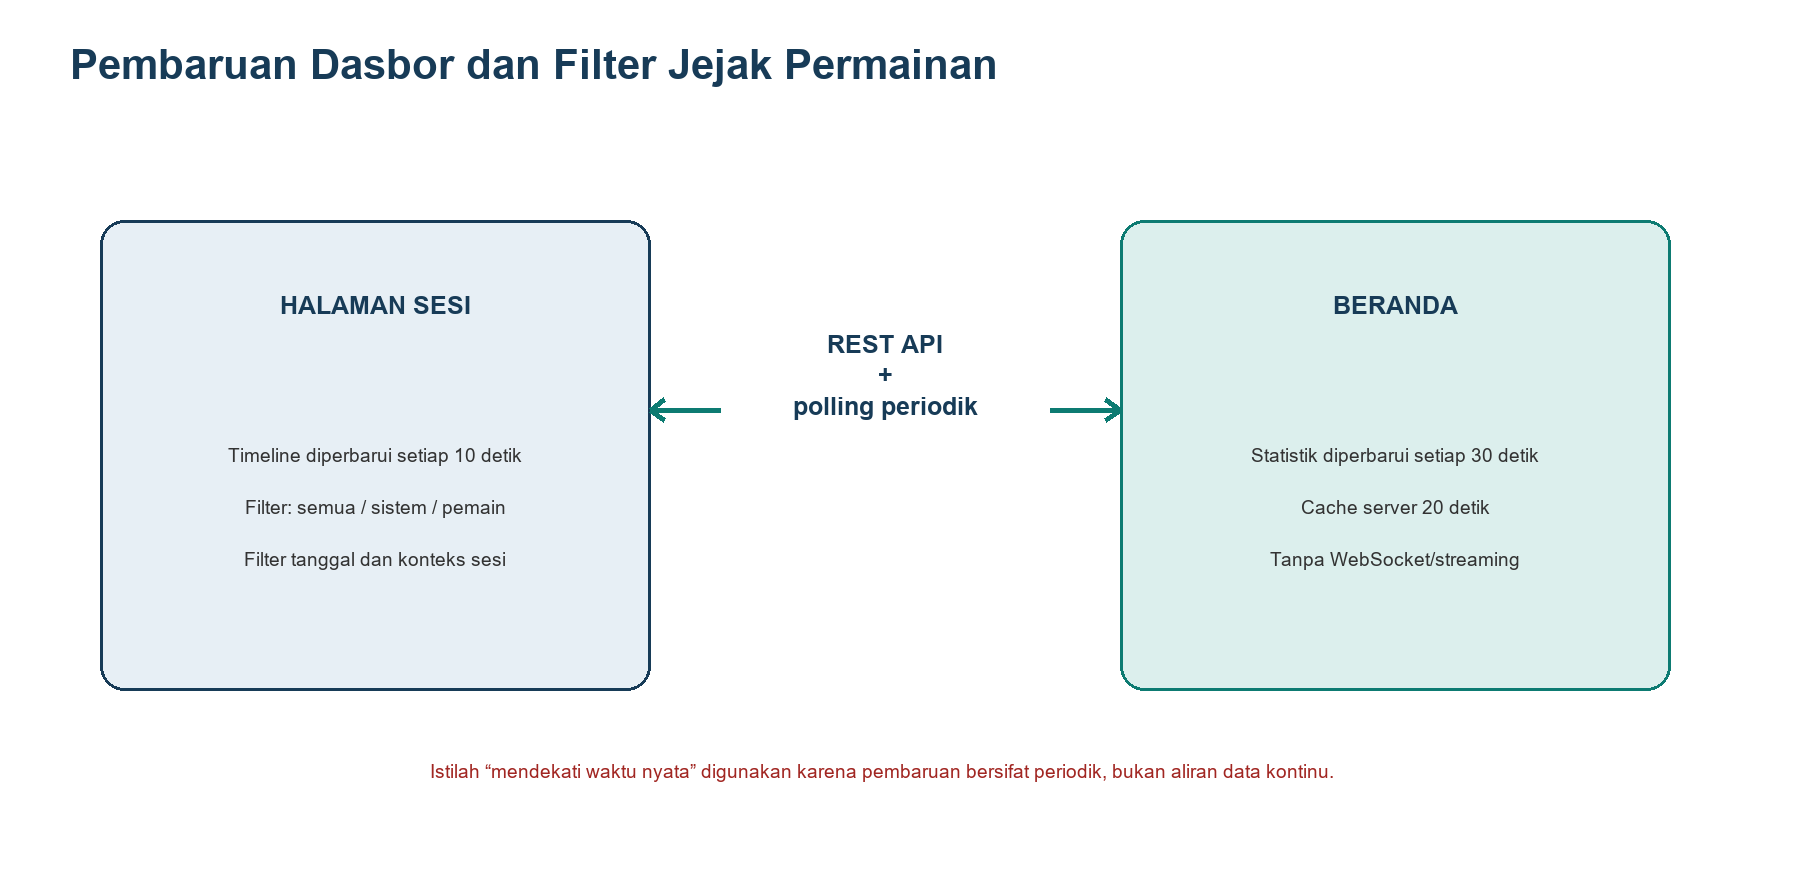 Pembaruan Dasbor dan Filter Jejak Permainan
HALAMAN SESI
Timeline diperbarui setiap 10 detik
Filter: semua / sistem / pemain
Filter tanggal dan konteks sesi
REST API
+
polling periodik
BERANDA
Statistik diperbarui setiap 30 detik
Cache server 20 detik
Tanpa WebSocket/streaming
Istilah “mendekati waktu nyata” digunakan karena pembaruan bersifat periodik, bukan aliran data kontinu.